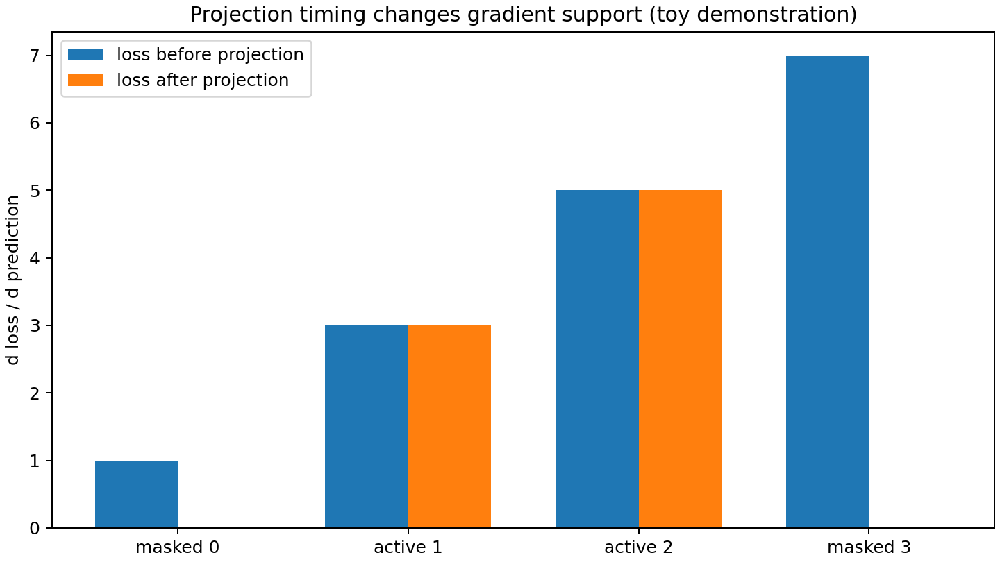 Projection timing changes gradient support (toy demonstration)
loss before projection
loss after projection
d loss / d prediction
7
6
5
4
3
2
1
0
masked 0
active 1
active 2
masked 3